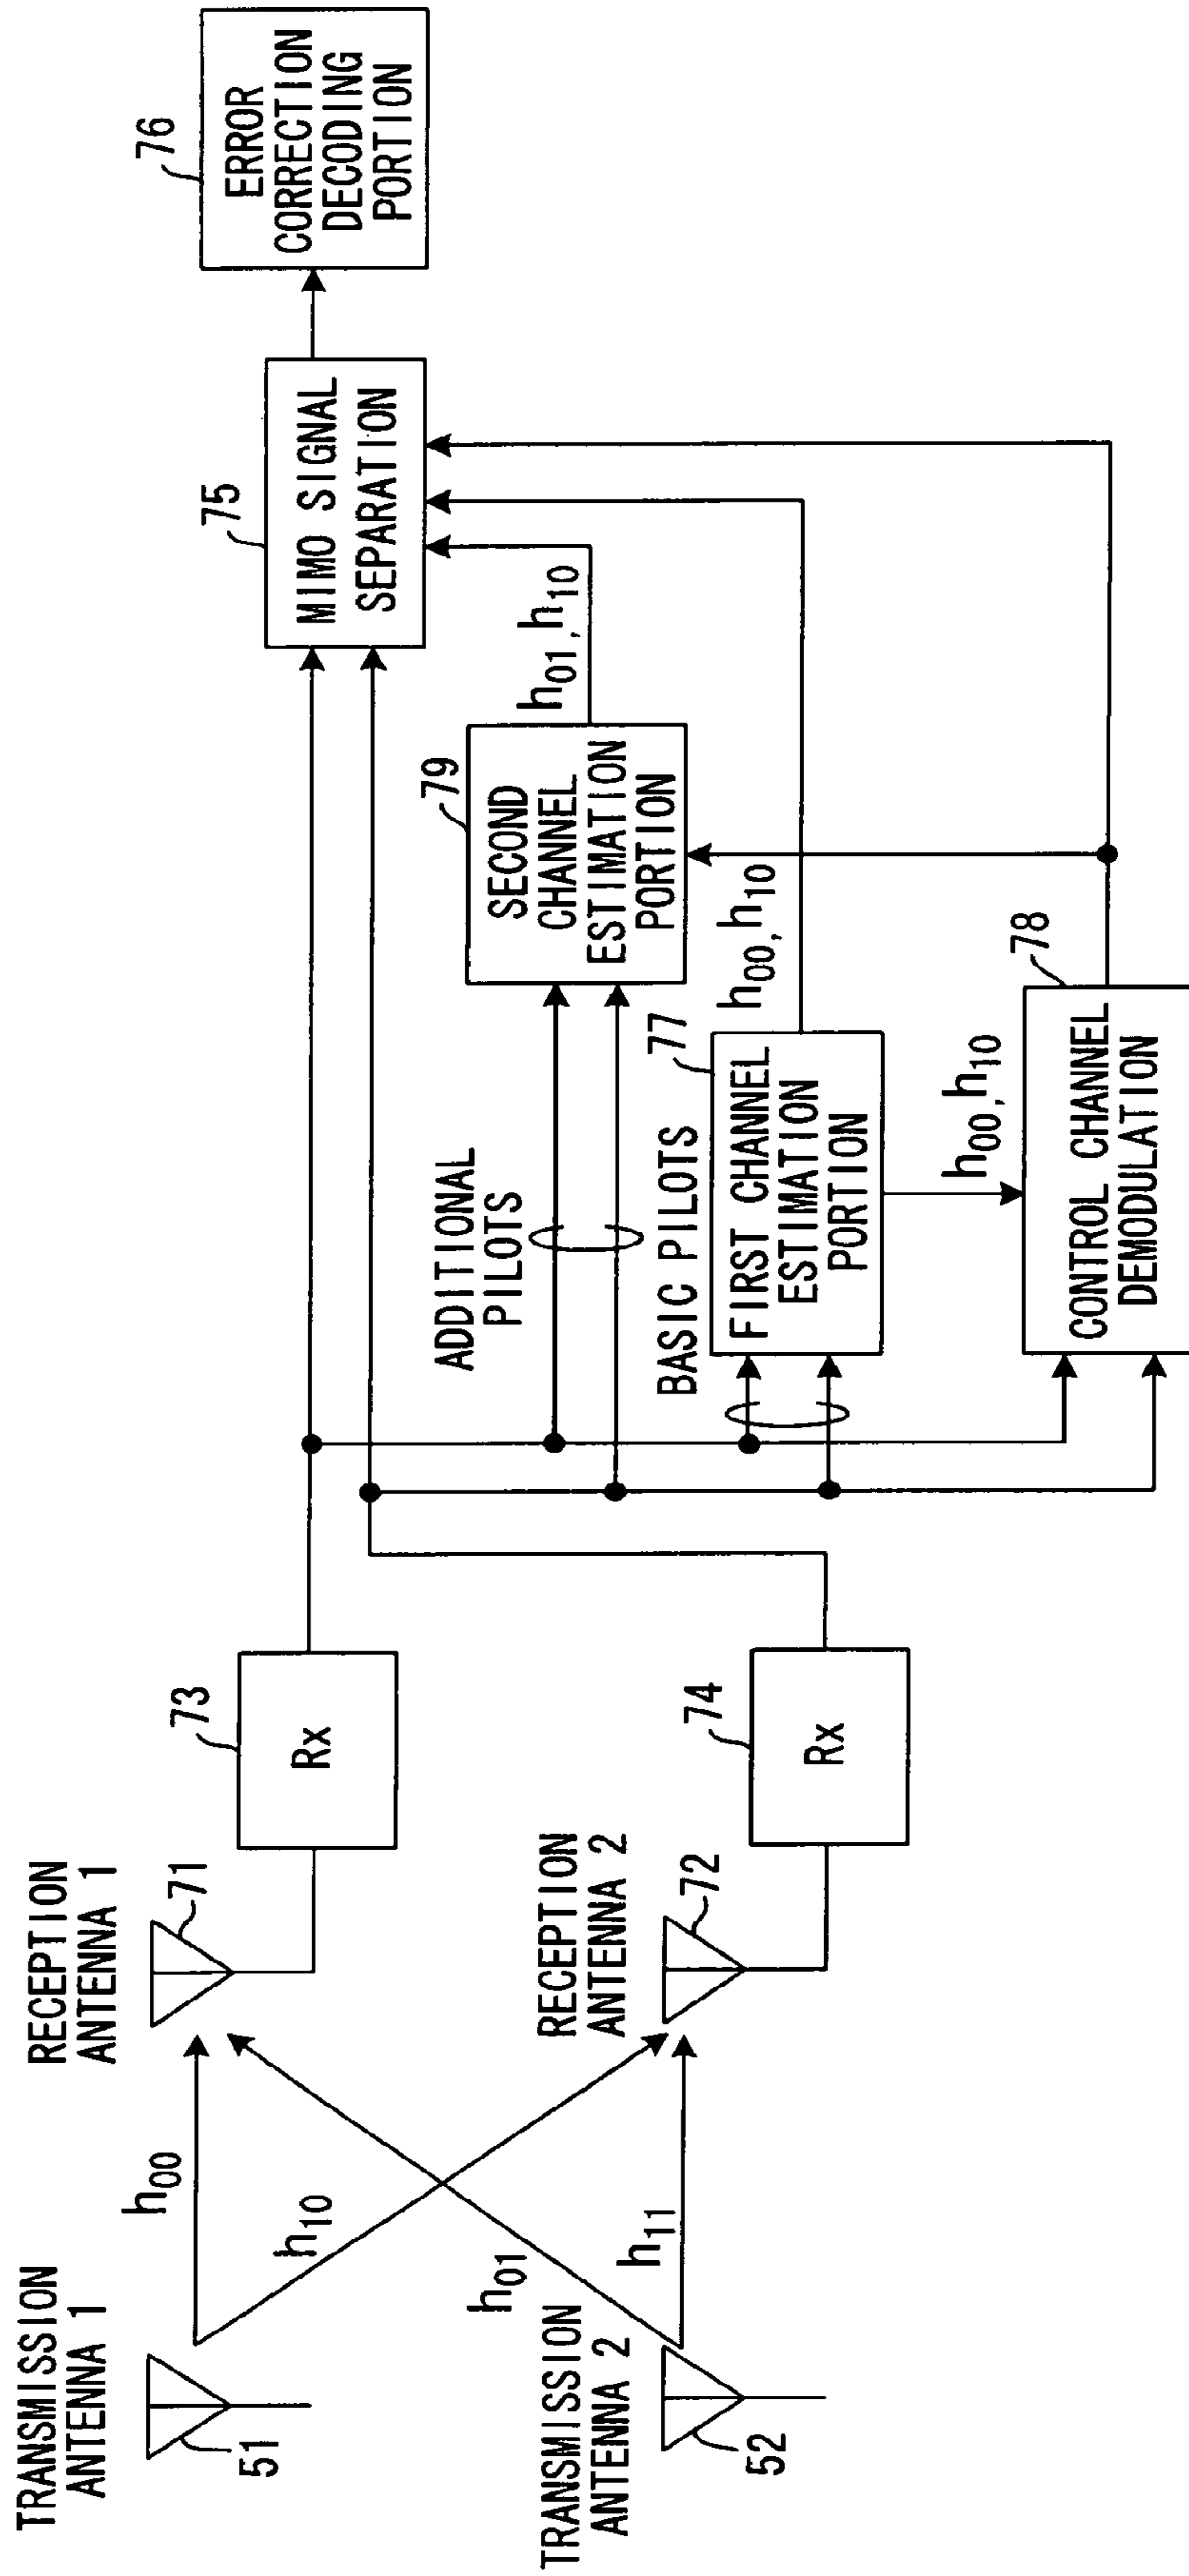 TRANSMISSION
ANTENNA 1
51
TRANSMISSION
ANTENNA 2
52
h00
h10
h01
h11
RECEPTION
ANTENNA 1
71
RECEPTION
ANTENNA 2
72
73
Rx
74
Rx
ADDITIONAL
PILOTS
BASIC PILOTS
77
FIRST CHANNEL
ESTIMATION
PORTION
h00, h10
h00, h10
78
CONTROL CHANNEL
DEMODULATION
79
SECOND
CHANNEL
ESTIMATION
PORTION
h01, h10
75
MIMO SIGNAL
SEPARATION
76
ERROR
CORRECTION
DECODING
PORTION